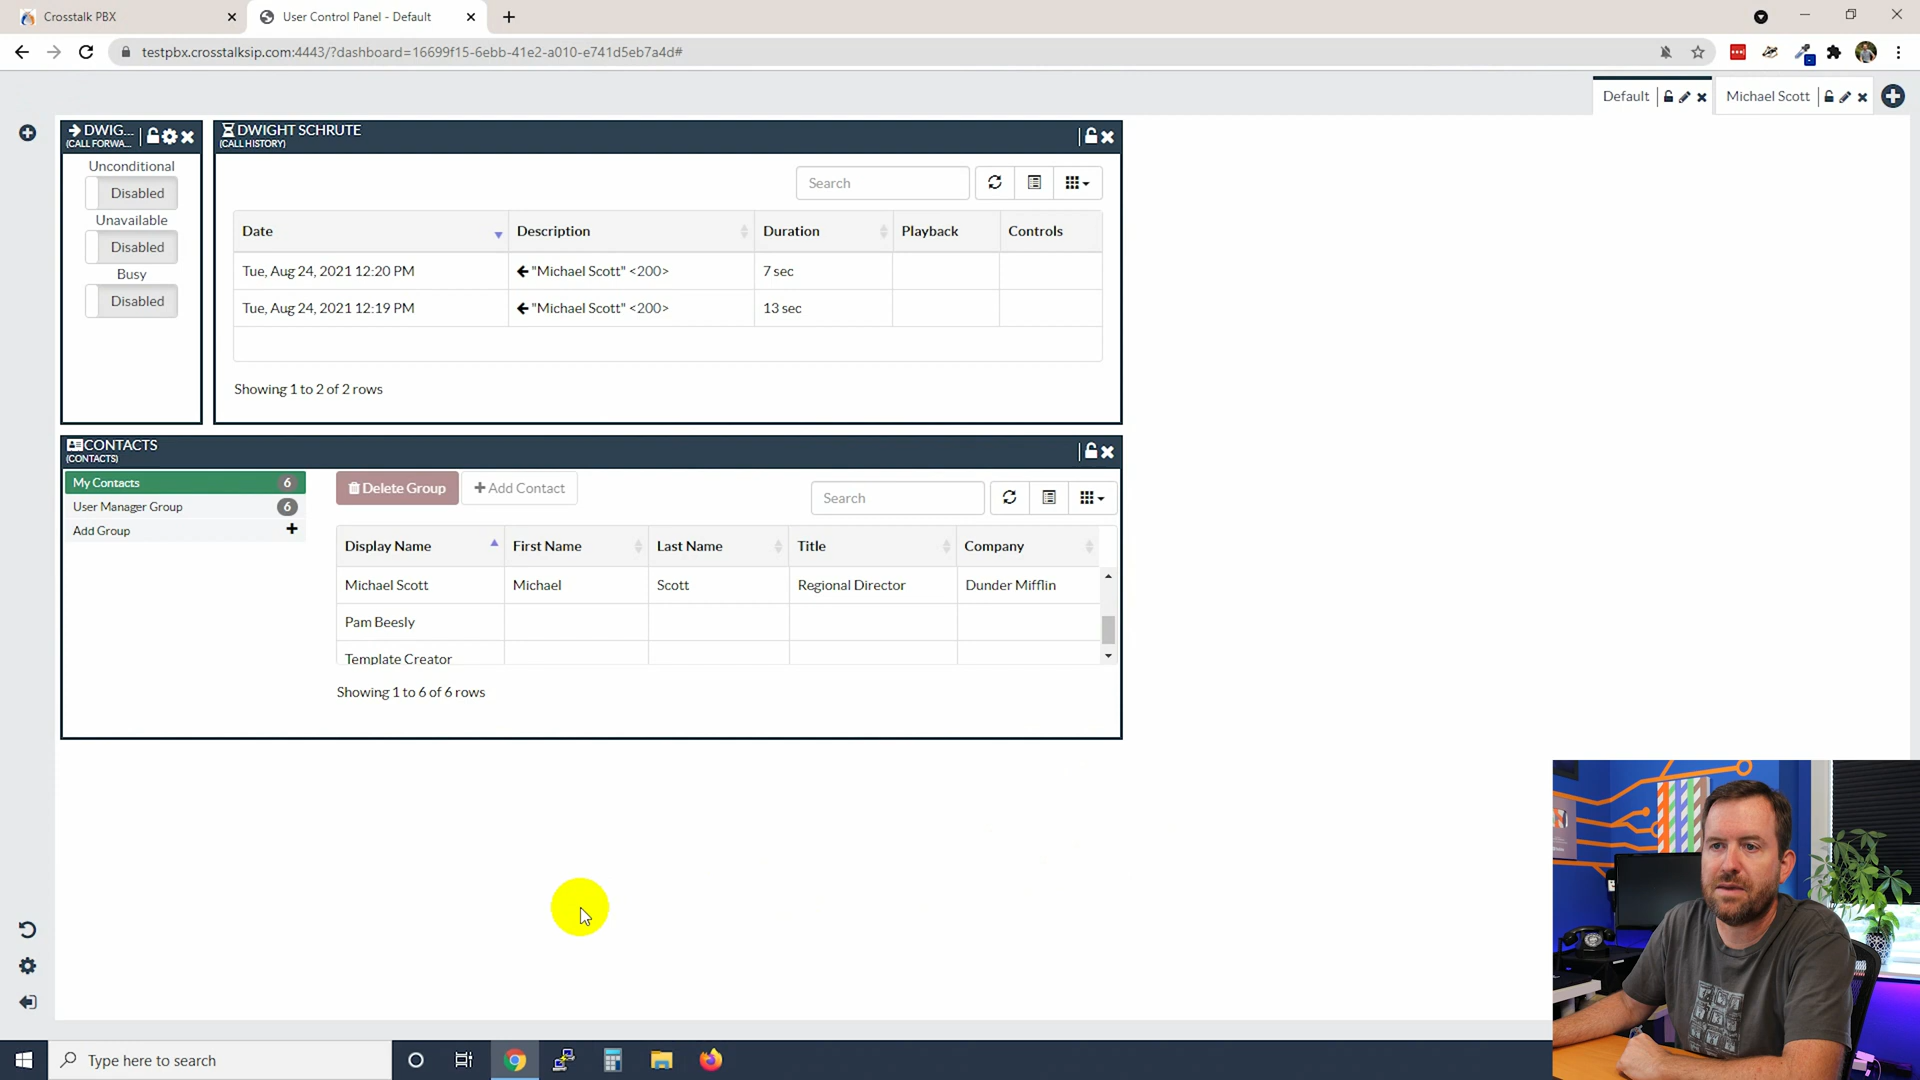 Crosstalk PBX
User Control Panel - Default
testpbx.crosstalksip.com:4443/?dashboard=16699f15-6ebb-41e2-a010-e741d5eb7a4d#
Default
Michael Scott
DWIG...
(CALL FORWA...
Unconditional
Disabled
Unavailable
Disabled
Busy
Disabled
DWIGHT SCHRUTE
(CALL HISTORY)
Search
Date Description Duration Playback Controls
Tue, Aug 24, 2021 12:20 PM "Michael Scott" <200> 7 sec
Tue, Aug 24, 2021 12:19 PM "Michael Scott" <200> 13 sec
Showing 1 to 2 of 2 rows
CONTACTS
(CONTACTS)
My Contacts 6
User Manager Group 6
Add Group
Delete Group
Add Contact
Search
Display Name First Name Last Name Title Company
Michael Scott Michael Scott Regional Director Dunder Mifflin
Pam Beesly
Template Creator
Showing 1 to 6 of 6 rows
Type here to search